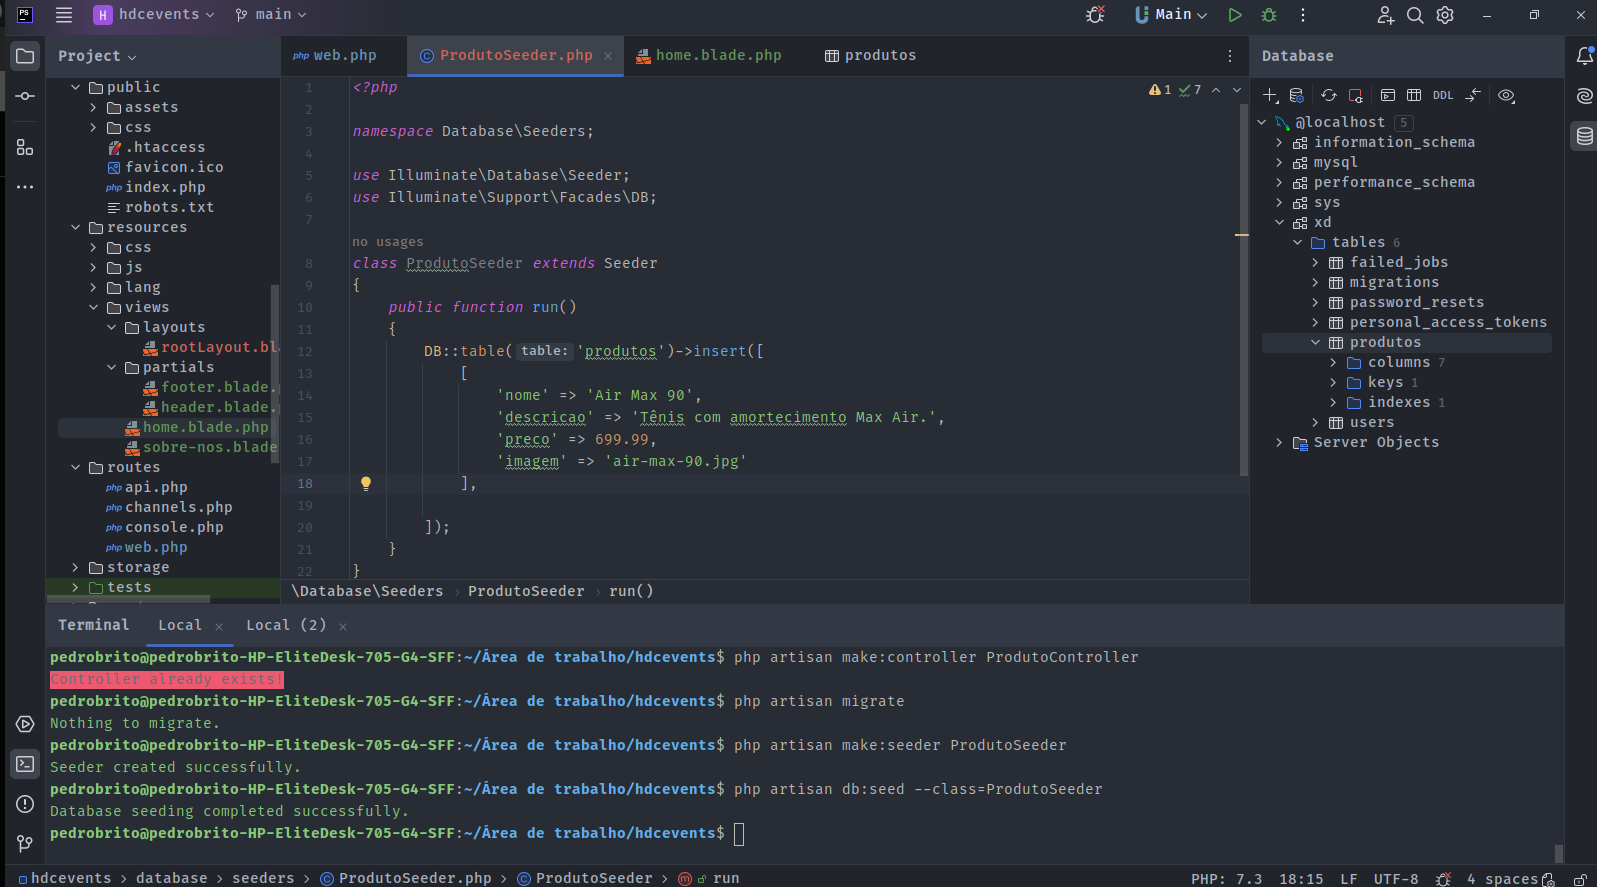 PS
H hdcevents main Main
Project
public
assets
css
.htaccess
php favicon.ico
php index.php
robots.txt
resources
css
js
lang
views
layouts
rootLayout.bl
partials
footer.blade.
header.blade.
home.blade.php
sobre-nos.blade
routes
php api.php
php channels.php
php console.php
php web.php
storage
tests
php web.php ProdutoSeeder.php home.blade.php produtos
1 <?php
2
3 namespace Database\Seeders;
4
5 use Illuminate\Database\Seeder;
6 use Illuminate\Support\Facades\DB;
7
no usages
8 class ProdutoSeeder extends Seeder
9 {
10 public function run()
11 {
12 DB::table( table: 'produtos')->insert([
13 [
14 'nome' => 'Air Max 90',
15 'descricao' => 'Tênis com amortecimento Max Air.',
16 'preco' => 699.99,
17 'imagem' => 'air-max-90.jpg'
18 ],
19
20 ]);
21 }
22 }
1 7
\Database\Seeders › ProdutoSeeder › run()
Database
DDL
@localhost 5
information_schema
mysql
performance_schema
sys
xd
tables 6
failed_jobs
migrations
password_resets
personal_access_tokens
produtos
columns 7
keys 1
indexes 1
users
Server Objects
Terminal Local × Local (2) ×
pedrobrito@pedrobrito-HP-EliteDesk-705-G4-SFF:~/Área de trabalho/hdcevents$ php artisan make:controller ProdutoController
Controller already exists!
pedrobrito@pedrobrito-HP-EliteDesk-705-G4-SFF:~/Área de trabalho/hdcevents$ php artisan migrate
Nothing to migrate.
pedrobrito@pedrobrito-HP-EliteDesk-705-G4-SFF:~/Área de trabalho/hdcevents$ php artisan make:seeder ProdutoSeeder
Seeder created successfully.
pedrobrito@pedrobrito-HP-EliteDesk-705-G4-SFF:~/Área de trabalho/hdcevents$ php artisan db:seed --class=ProdutoSeeder
Database seeding completed successfully.
pedrobrito@pedrobrito-HP-EliteDesk-705-G4-SFF:~/Área de trabalho/hdcevents$
hdcevents > database > seeders > ProdutoSeeder.php > ProdutoSeeder > run PHP: 7.3 18:15 LF UTF-8 4 spaces